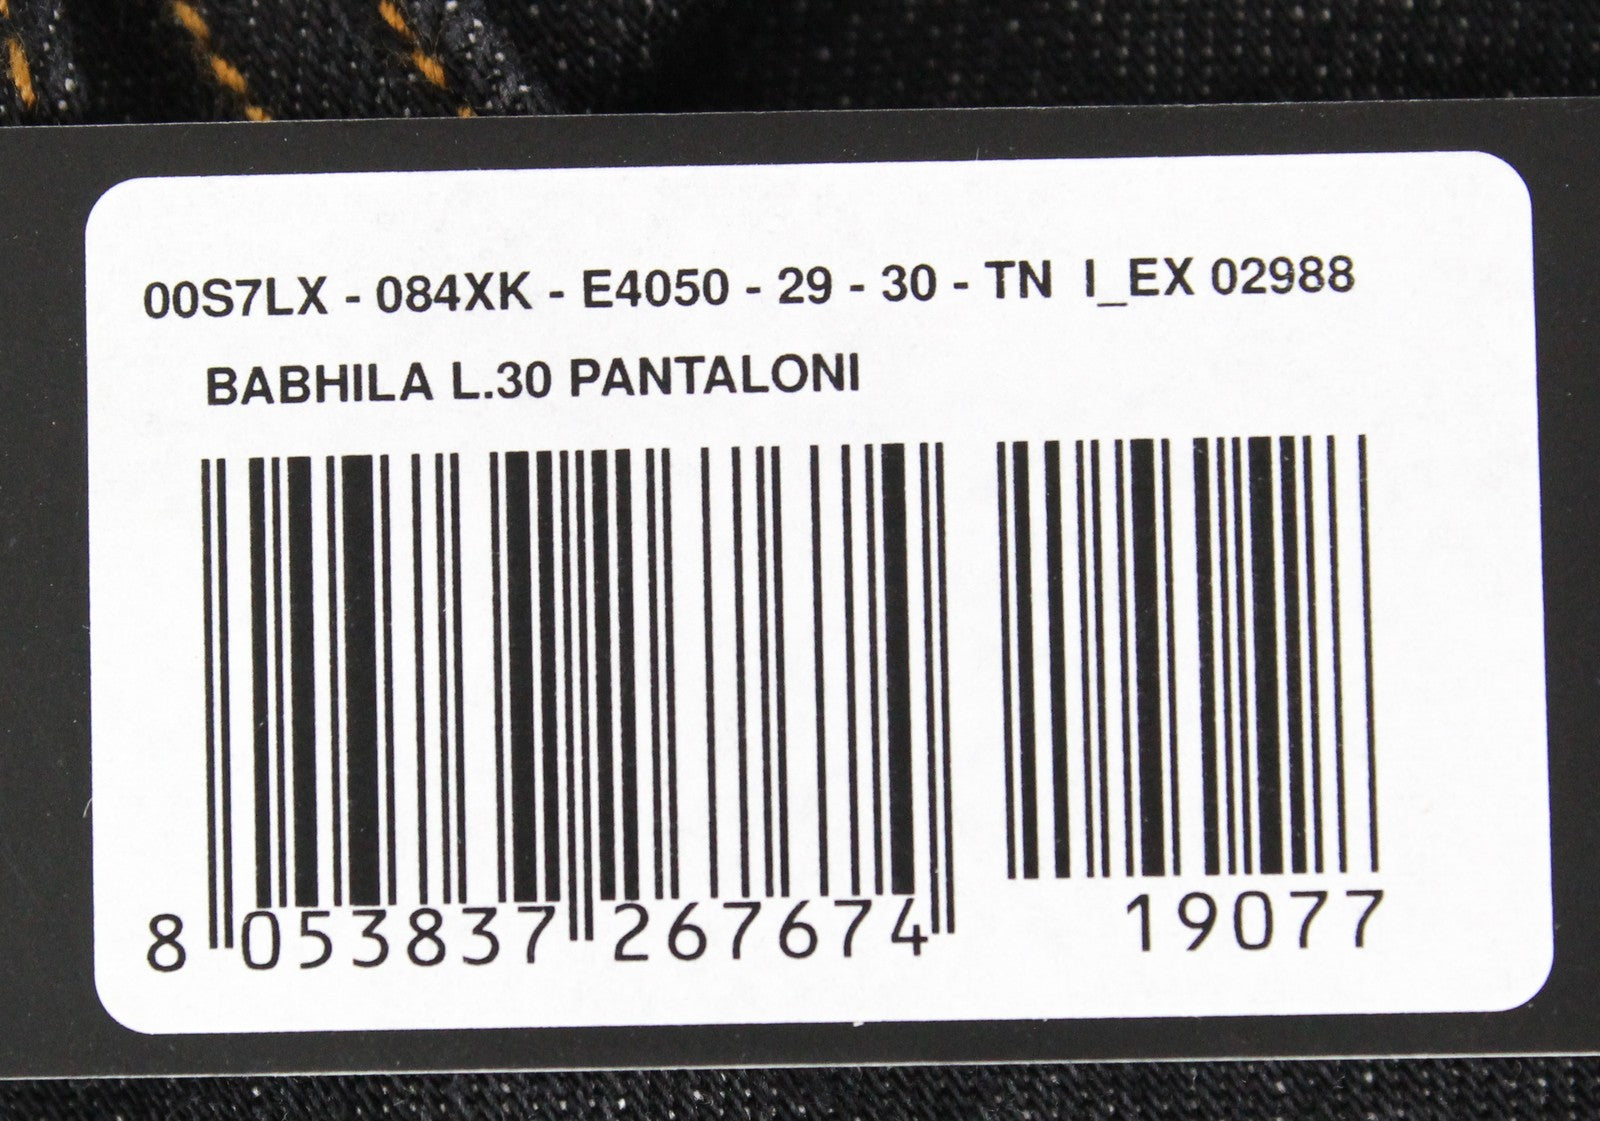 00S7LX - 084XK - E4050 - 29 - 30 - TN I_EX 02988
BABHILA L.30 PANTALONI
8 053837 267674 19077